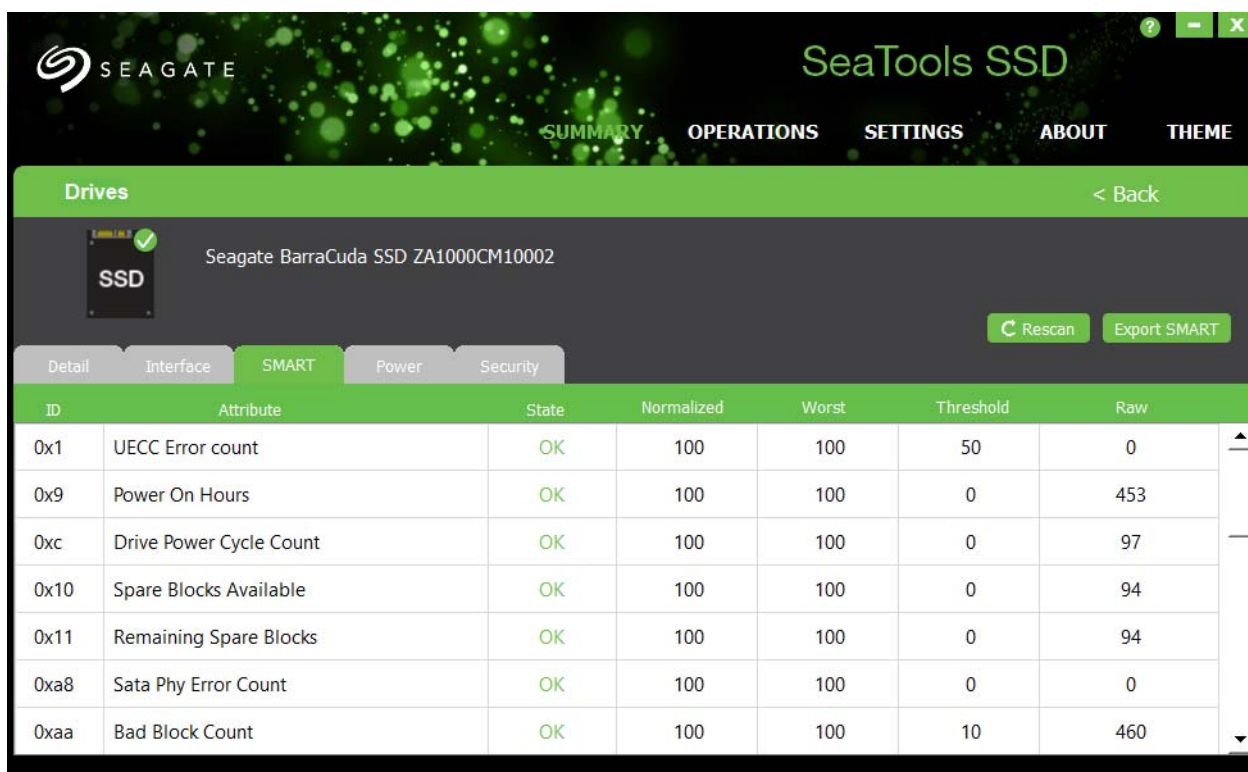 SEAGATE
SeaTools SSD
? - X
SUMMARY OPERATIONS SETTINGS ABOUT THEME
Drives < Back
SSD
Seagate BarraCuda SSD ZA1000CM10002
Rescan Export SMART
Detail Interface SMART Power Security
ID Attribute State Normalized Worst Threshold Raw
0x1 UECC Error count OK 100 100 50 0
0x9 Power On Hours OK 100 100 0 453
0xc Drive Power Cycle Count OK 100 100 0 97
0x10 Spare Blocks Available OK 100 100 0 94
0x11 Remaining Spare Blocks OK 100 100 0 94
0xa8 Sata Phy Error Count OK 100 100 0 0
0xaa Bad Block Count OK 100 100 10 460